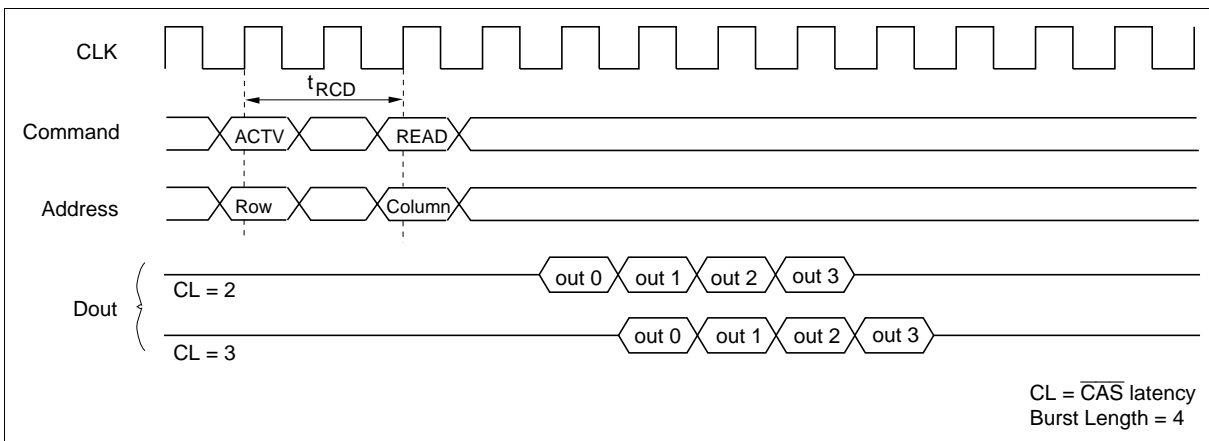 CLK
tRCD
Command ACTV READ
Address Row Column
out 0 out 1 out 2 out 3
CL = 2
Dout
out 0 out 1 out 2 out 3
CL = 3
CL = C̅A̅S̅ latency
Burst Length = 4